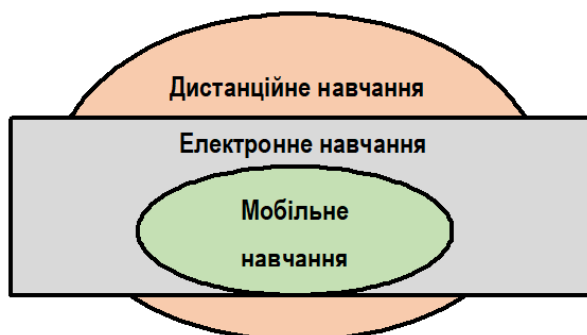 Дистанційне навчання
Електронне навчання
Мобільне
навчання